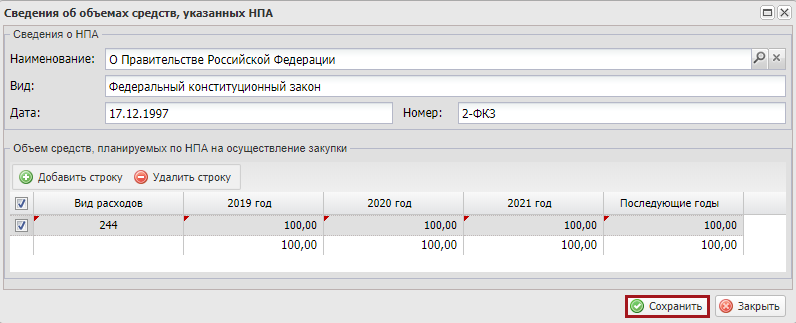 Сведения об объемах средств, указанных НПА
Сведения о НПА
Наименование: О Правительстве Российской Федерации
Вид: Федеральный конституционный закон
Дата: 17.12.1997 Номер: 2-ФКЗ
Объем средств, планируемых по НПА на осуществление закупки
Добавить строку Удалить строку
Вид расходов 2019 год 2020 год 2021 год Последующие годы
244 100,00 100,00 100,00 100,00
100,00 100,00 100,00 100,00
Сохранить Закрыть